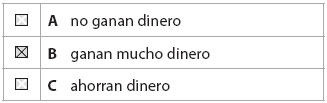 A no ganan dinero
B ganan mucho dinero
C ahorran dinero